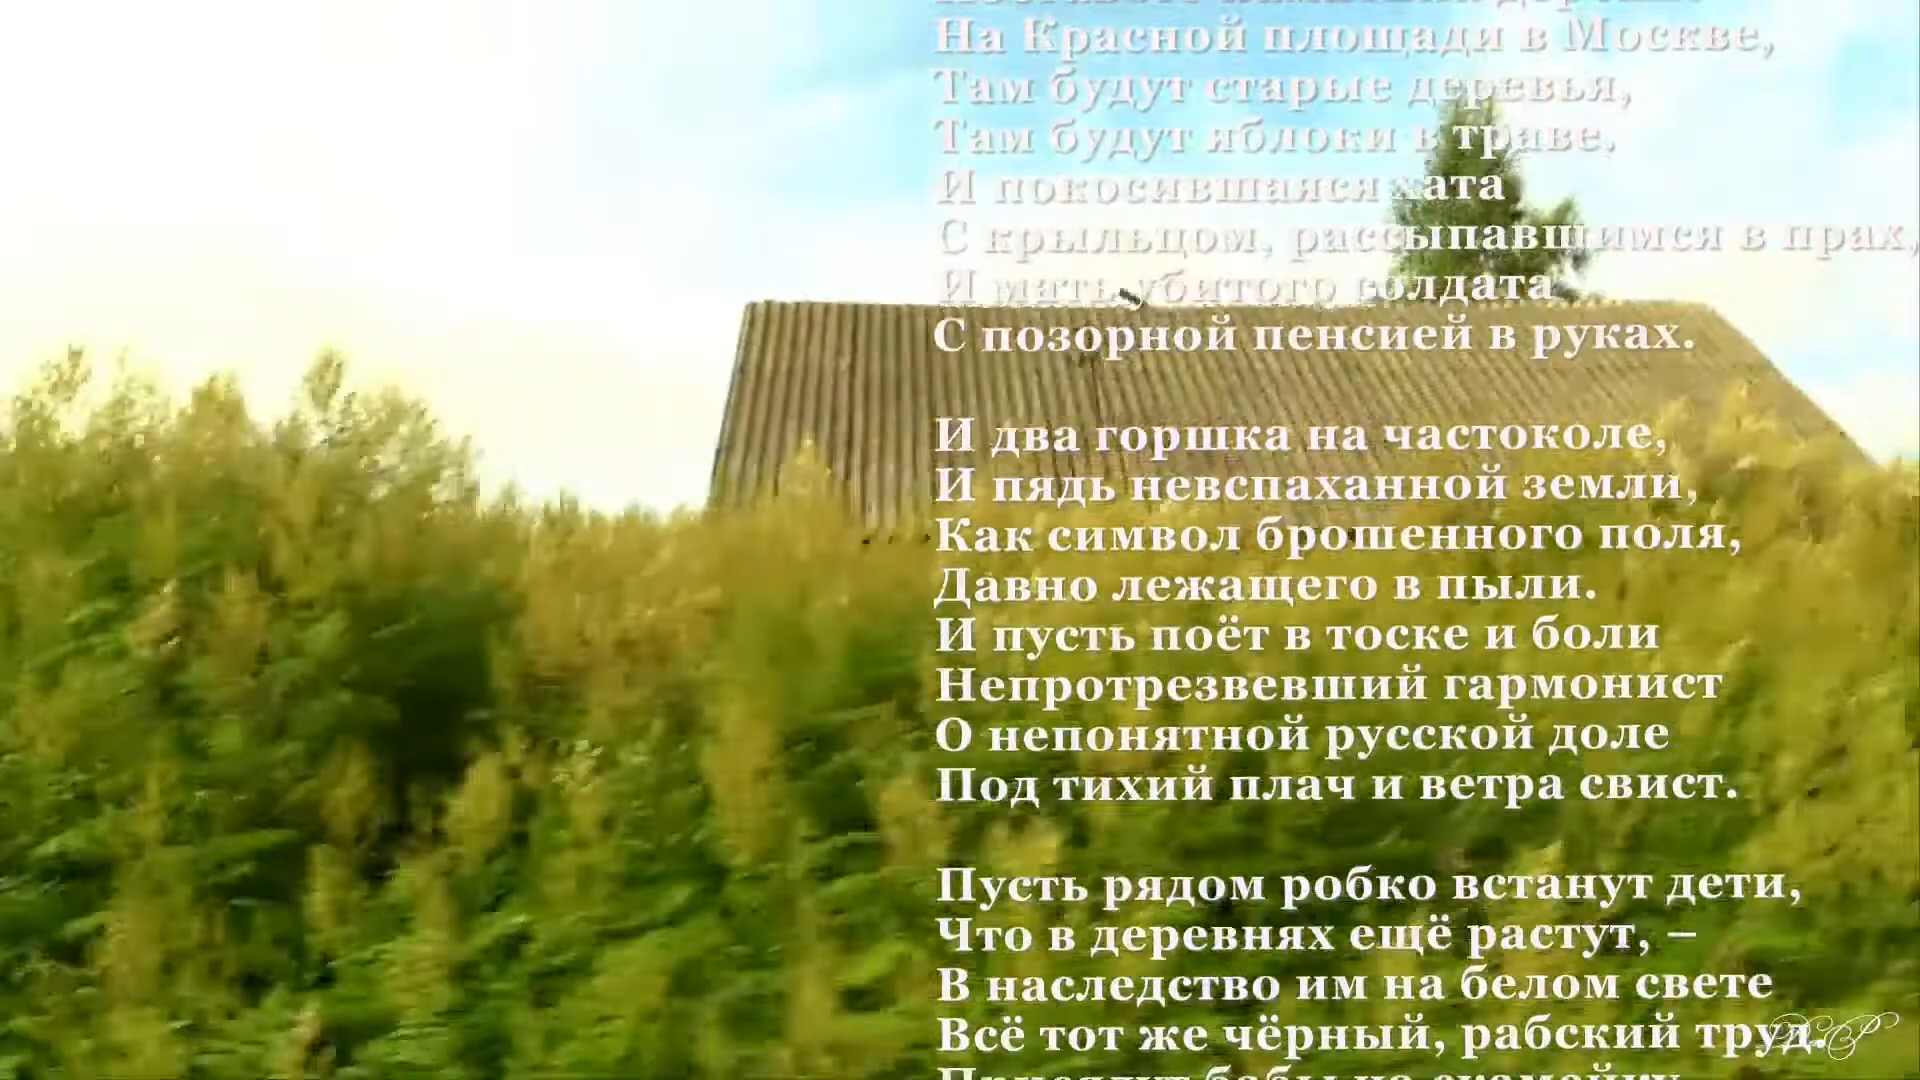 На Красной площади в Москве,
Там будут старые деревья,
Там будут яблоки в траве,
И покосившаяся хата
С крыльцом, рассыпавшимся в прах,
И мать убитого солдата
С позорной пенсией в руках.
И два горшка на частоколе,
И пядь невспаханной земли,
Как символ брошенного поля,
Давно лежащего в пыли.
И пусть поёт в тоске и боли
Непротрезвевший гармонист
О непонятной русской доле
Под тихий плач и ветра свист.
Пусть рядом робко встанут дети,
Что в деревнях ещё растут, –
В наследство им на белом свете
Всё тот же чёрный, рабский труд.